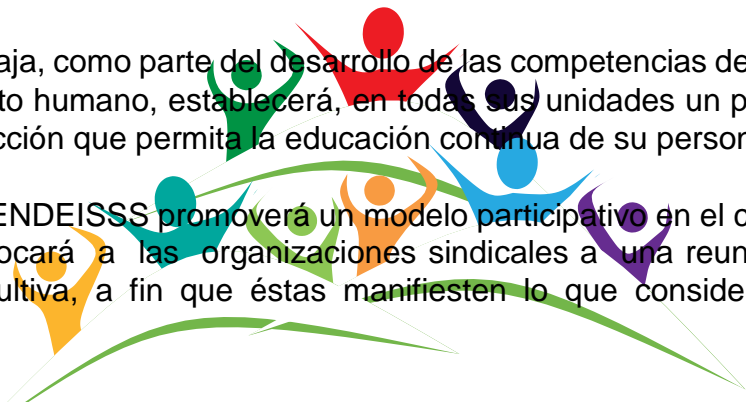 aja, como parte del desarrollo de las competencias de
to humano, establecerá, en todas sus unidades un p
cción que permita la educación continua de su person
ENDEISSS promoverá un modelo participativo en el c
ocará a las organizaciones sindicales a una reun
ultiva, a fin que éstas manifiesten lo que conside